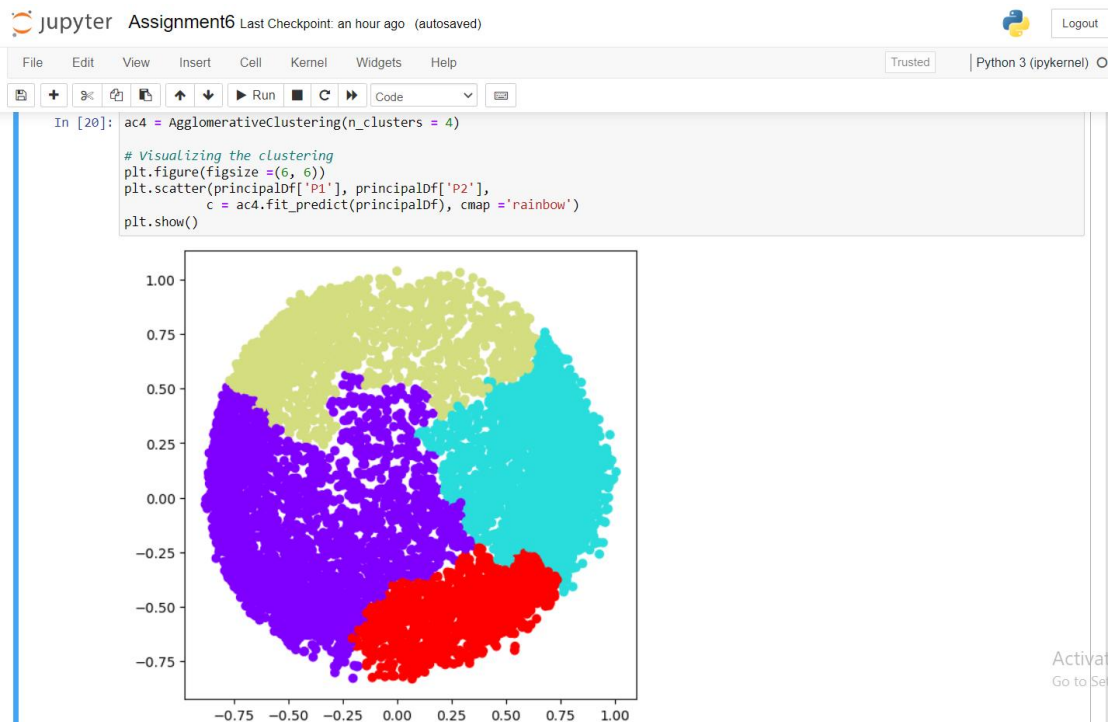 jupyter Assignment6 Last Checkpoint: an hour ago (autosaved)
Logout
File Edit View Insert Cell Kernel Widgets Help
Trusted Python 3 (ipykernel)
Run Code
In [20]: ac4 = AgglomerativeClustering(n_clusters = 4)
# Visualizing the clustering
plt.figure(figsize =(6, 6))
plt.scatter(principalDf['P1'], principalDf['P2'],
c = ac4.fit_predict(principalDf), cmap ='rainbow')
plt.show()
1.00
0.75
0.50
0.25
0.00
−0.25
−0.50
−0.75
−0.75 −0.50 −0.25 0.00 0.25 0.50 0.75 1.00
Activat
Go to Set